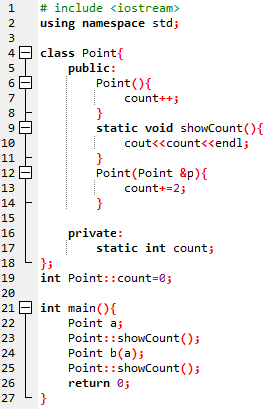 1 # include <iostream>
2 using namespace std;
3
4 class Point{
5 public:
6 Point(){
7 count++;
8 }
9 static void showCount(){
10 cout<<count<<endl;
11 }
12 Point(Point &p){
13 count+=2;
14 }
15
16 private:
17 static int count;
18 };
19 int Point::count=0;
20
21 int main(){
22 Point a;
23 Point::showCount();
24 Point b(a);
25 Point::showCount();
26 return 0;
27 }